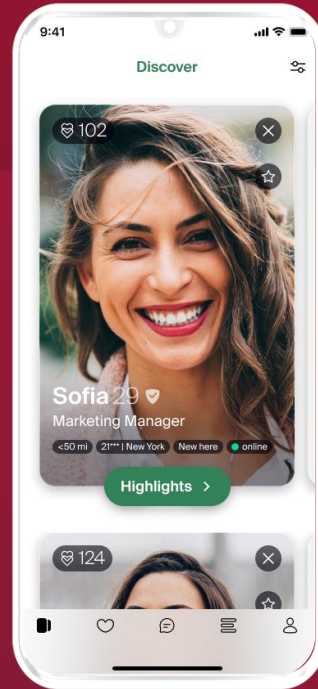 9:41
Discover
102
Sofia 29
Marketing Manager
<50 mi 21*** | New York New here online
Highlights >
124